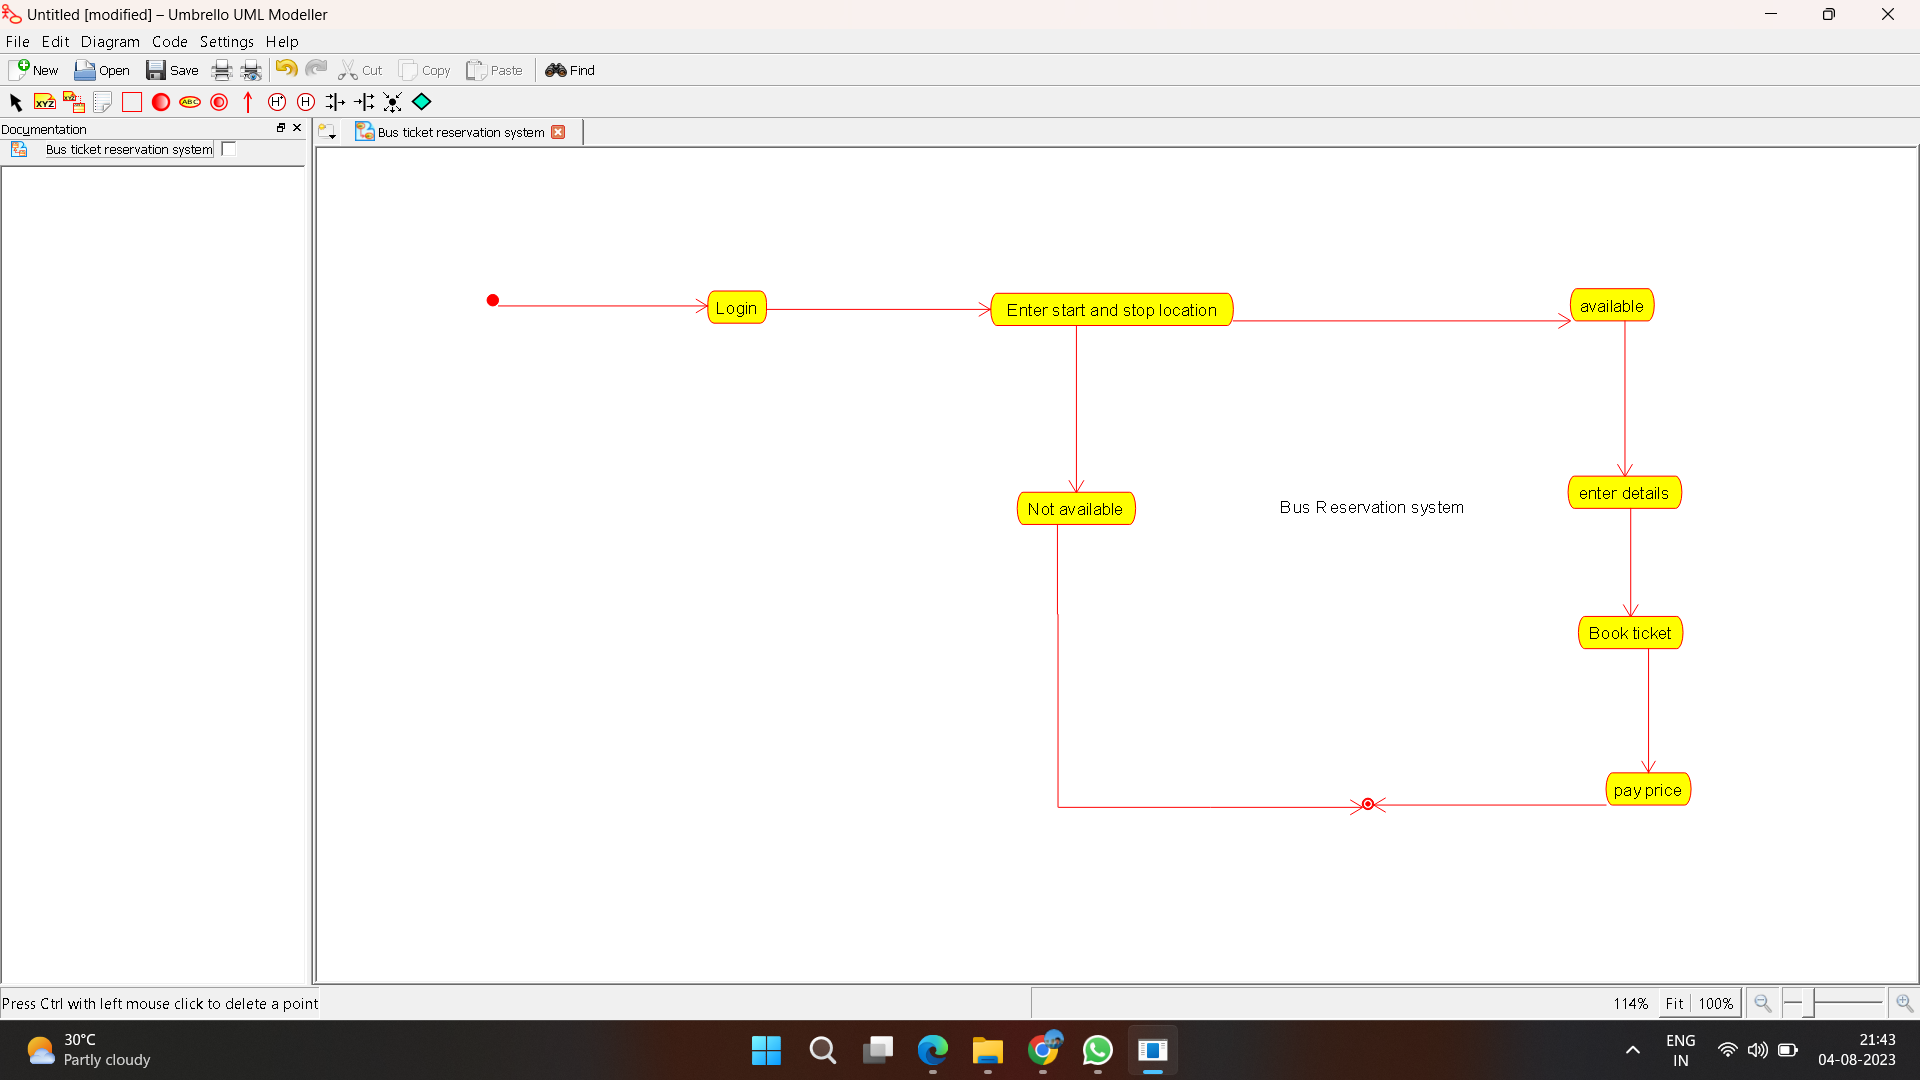 Untitled [modified] – Umbrello UML Modeller
File Edit Diagram Code Settings Help
New Open Save Cut Copy Paste Find
XYZ XYZ ABC H* H
Documentation
Bus ticket reservation system
Bus ticket reservation system
Login
Enter start and stop location
available
Not available
Bus Reservation system
enter details
Book ticket
pay price
Press Ctrl with left mouse click to delete a point
114% Fit 100%
30°C
Partly cloudy
ENG
IN
21:43
04-08-2023